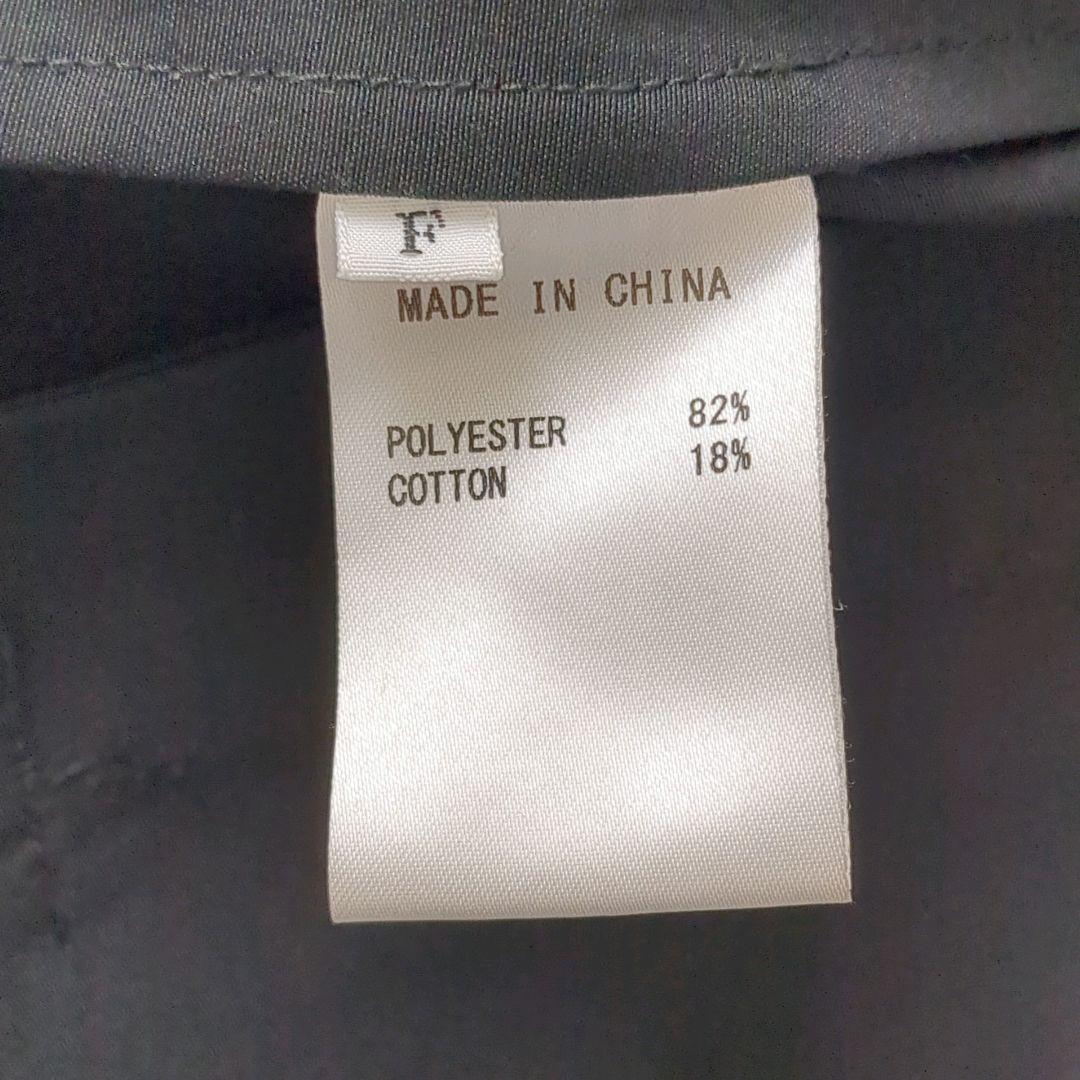 F
MADE IN CHINA
POLYESTER 82%
COTTON 18%